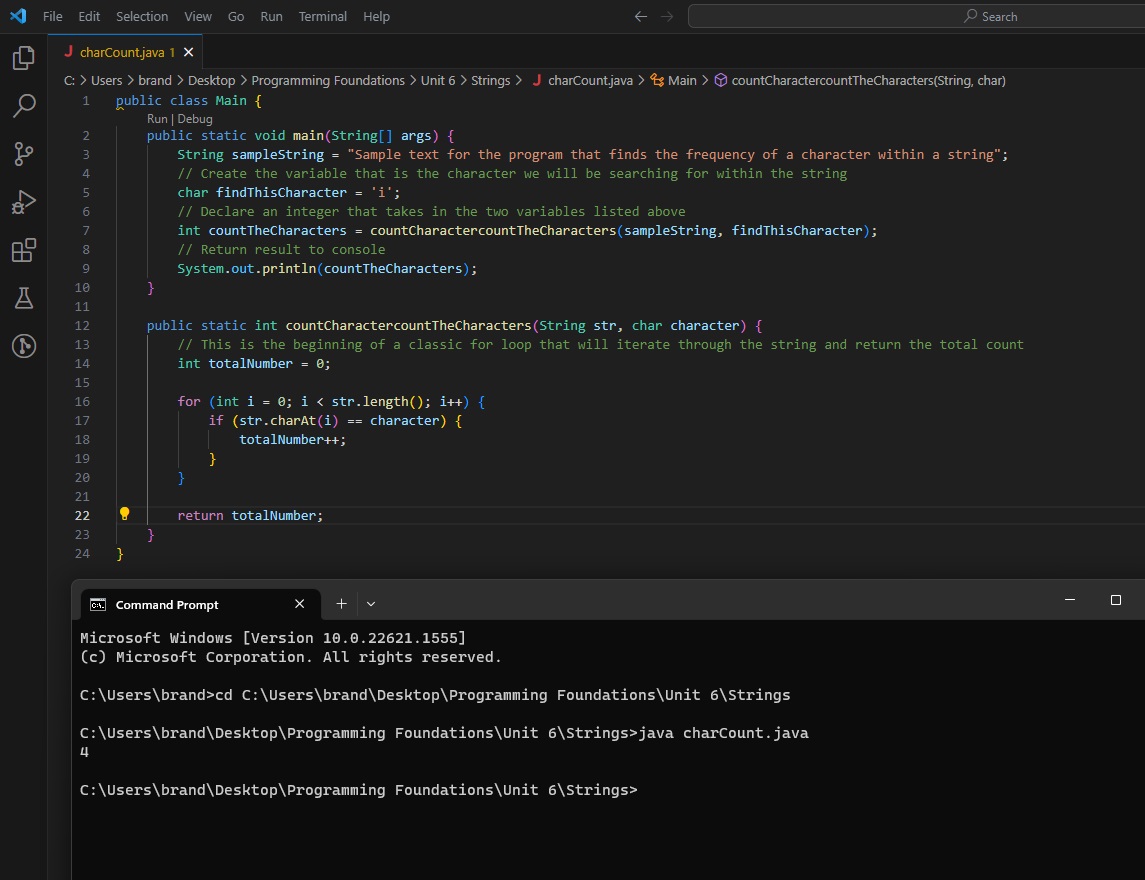 File Edit Selection View Go Run Terminal Help Search
J charCount.java 1
C: > Users > brand > Desktop > Programming Foundations > Unit 6 > Strings > J charCount.java > Main > countCharactercountTheCharacters(String, char)
1 public class Main {
Run | Debug
2 public static void main(String[] args) {
3 String sampleString = "Sample text for the program that finds the frequency of a character within a string";
4 // Create the variable that is the character we will be searching for within the string
5 char findThisCharacter = 'i';
6 // Declare an integer that takes in the two variables listed above
7 int countTheCharacters = countCharactercountTheCharacters(sampleString, findThisCharacter);
8 // Return result to console
9 System.out.println(countTheCharacters);
10 }
11
12 public static int countCharactercountTheCharacters(String str, char character) {
13 // This is the beginning of a classic for loop that will iterate through the string and return the total count
14 int totalNumber = 0;
15
16 for (int i = 0; i < str.length(); i++) {
17 if (str.charAt(i) == character) {
18 totalNumber++;
19 }
20 }
21
22 return totalNumber;
23 }
24 }
Command Prompt
Microsoft Windows [Version 10.0.22621.1555]
(c) Microsoft Corporation. All rights reserved.
C:\Users\brand>cd C:\Users\brand\Desktop\Programming Foundations\Unit 6\Strings
C:\Users\brand\Desktop\Programming Foundations\Unit 6\Strings>java charCount.java
4
C:\Users\brand\Desktop\Programming Foundations\Unit 6\Strings>